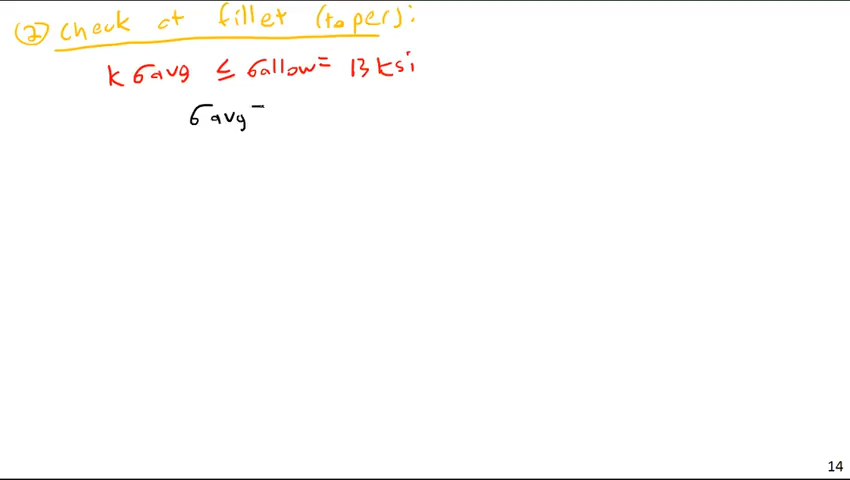 (2) Check at fillet (taper):
K σavg ≤ σallow = 13 ksi
σavg =
14